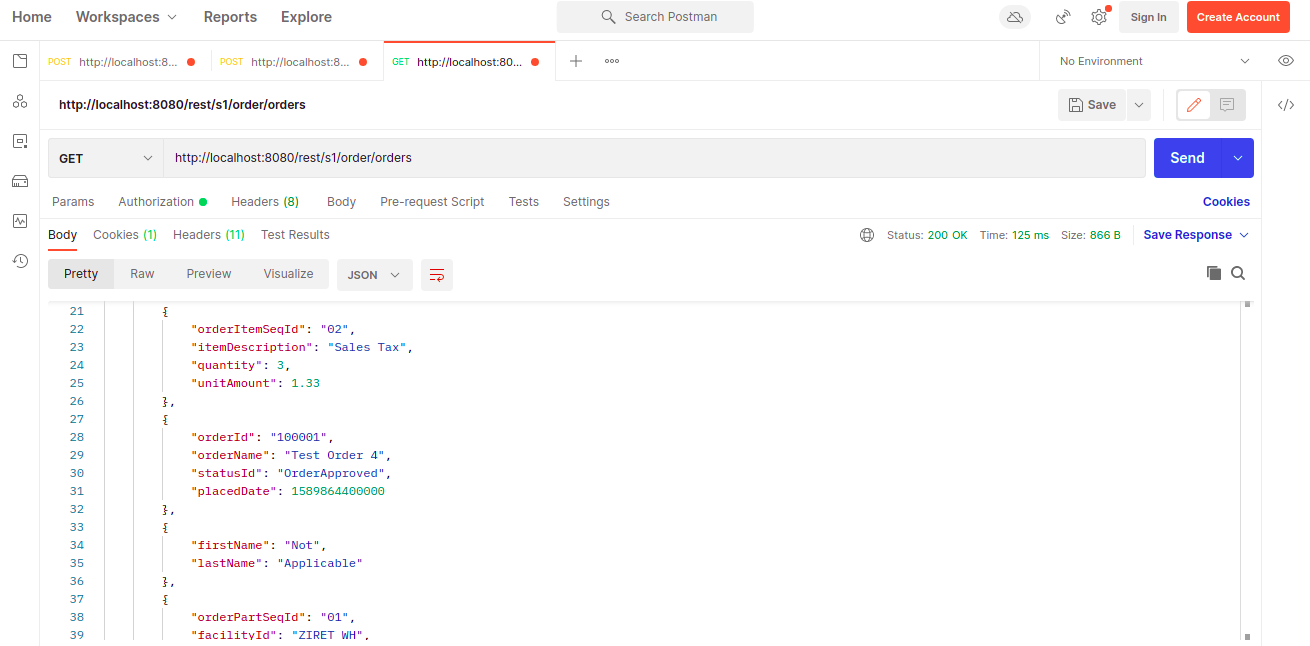 Home Workspaces Reports Explore Search Postman Sign In Create Account
POST http://localhost:8... POST http://localhost:8... GET http://localhost:80... No Environment
http://localhost:8080/rest/s1/order/orders Save
GET http://localhost:8080/rest/s1/order/orders Send
Params Authorization Headers (8) Body Pre-request Script Tests Settings Cookies
Body Cookies (1) Headers (11) Test Results Status: 200 OK Time: 125 ms Size: 866 B Save Response
Pretty Raw Preview Visualize JSON
21 {
22 "orderItemSeqId": "02",
23 "itemDescription": "Sales Tax",
24 "quantity": 3,
25 "unitAmount": 1.33
26 },
27 {
28 "orderId": "100001",
29 "orderName": "Test Order 4",
30 "statusId": "OrderApproved",
31 "placedDate": 1589864400000
32 },
33 {
34 "firstName": "Not",
35 "lastName": "Applicable"
36 },
37 {
38 "orderPartSeqId": "01",
39 "facilityId": "ZIRET WH",